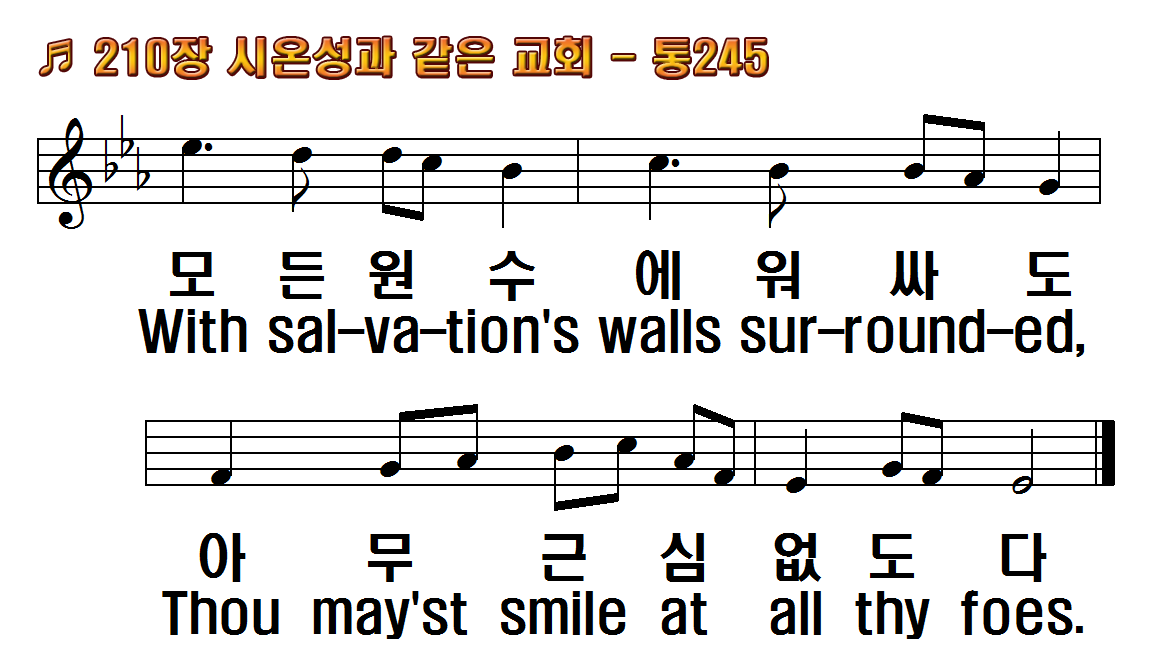 ♬ 210장 시온성과 같은 교회 - 통245
모 든 원 수 에 워 싸 도
With sal-va-tion's walls sur-round-ed,
아 무 근 심 없 도 다
Thou may'st smile at all thy foes.